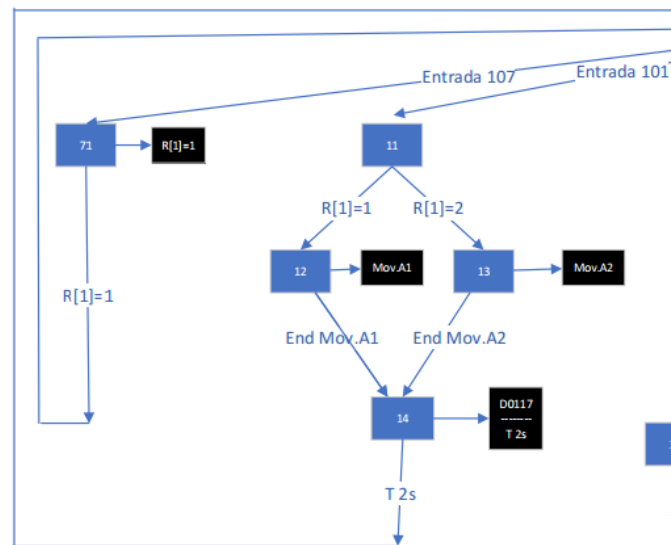 Entrada 107
Entrada 101
71
R[1]=1
11
R[1]=1
R[1]=2
12
Mov.A1
13
Mov.A2
R[1]=1
End Mov.A1
End Mov.A2
14
D0117
--------
T 2s
T 2s